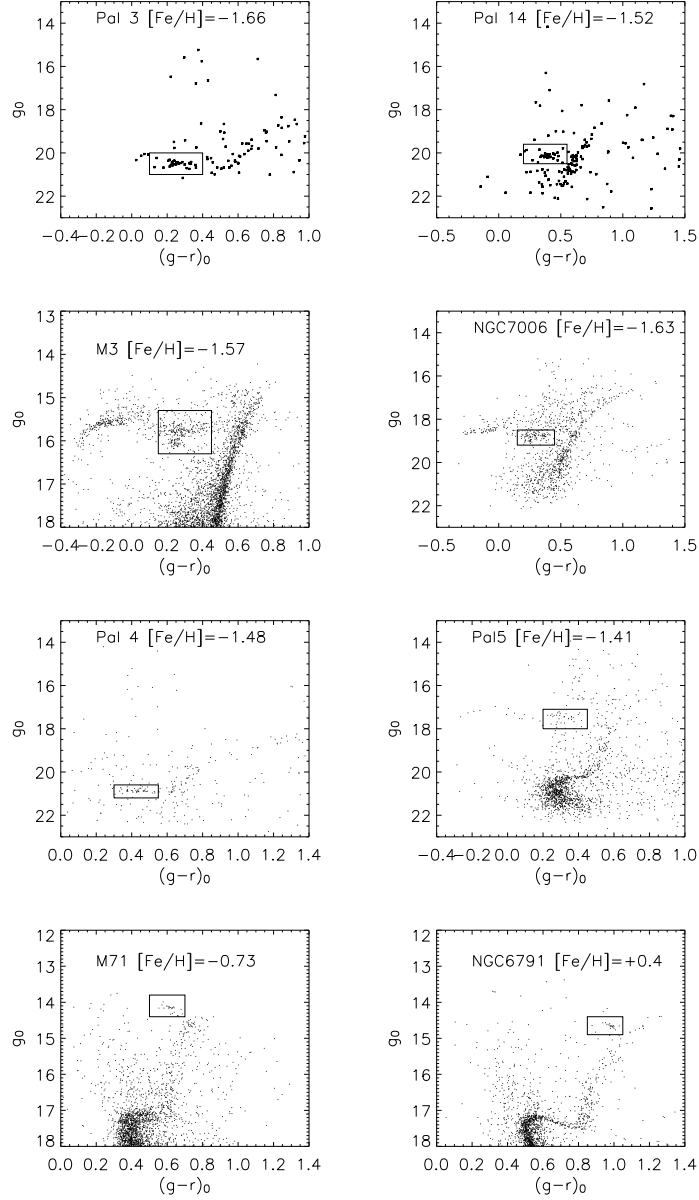 Pal 3 [Fe/H]=−1.66
14
16
18
20
22
g0
−0.4−0.2 0.0 0.2 0.4 0.6 0.8 1.0
(g−r)0
Pal 14 [Fe/H]=−1.52
14
16
18
20
22
g0
−0.5 0.0 0.5 1.0 1.5
(g−r)0
M3 [Fe/H]=−1.57
13
14
15
16
17
18
g0
−0.4−0.2 0.0 0.2 0.4 0.6 0.8 1.0
(g−r)0
NGC7006 [Fe/H]=−1.63
14
16
18
20
22
g0
−0.5 0.0 0.5 1.0 1.5
(g−r)0
Pal 4 [Fe/H]=−1.48
14
16
18
20
22
g0
0.0 0.2 0.4 0.6 0.8 1.0 1.2 1.4
(g−r)0
Pal5 [Fe/H]=−1.41
14
16
18
20
22
g0
−0.4−0.2 0.0 0.2 0.4 0.6 0.8 1.0
(g−r)0
M71 [Fe/H]=−0.73
12
13
14
15
16
17
18
g0
0.0 0.2 0.4 0.6 0.8 1.0 1.2 1.4
(g−r)0
NGC6791 [Fe/H]=+0.4
12
13
14
15
16
17
18
g0
0.0 0.2 0.4 0.6 0.8 1.0 1.2 1.4
(g−r)0